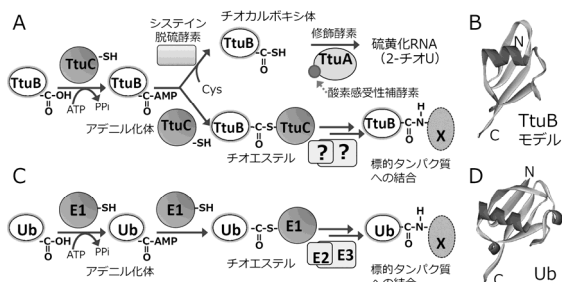 A
システイン
脱硫酵素
チオカルボキシ体
TtuC
-SH
TtuB
-C-SH
O
修飾酵素
TtuA
硫黄化RNA
(2-チオU)
酸素感受性補酵素
Cys
TtuB
-C-OH
O
ATP
PPi
TtuB
-C-AMP
O
アデニル化体
TtuC
-SH
TtuB
-C-S-
O
TtuC
チオエステル
? ?
TtuB
H
-C-N-
O
X
標的タンパク質
への結合
B
N
C
TtuB
モデル
C
E1
-SH
Ub
-C-OH
O
ATP
PPi
Ub
-C-AMP
O
アデニル化体
E1
-SH
Ub
-C-S-
O
E1
チオエステル
E2 E3
Ub
H
-C-N-
O
X
標的タンパク質
への結合
D
N
C
Ub